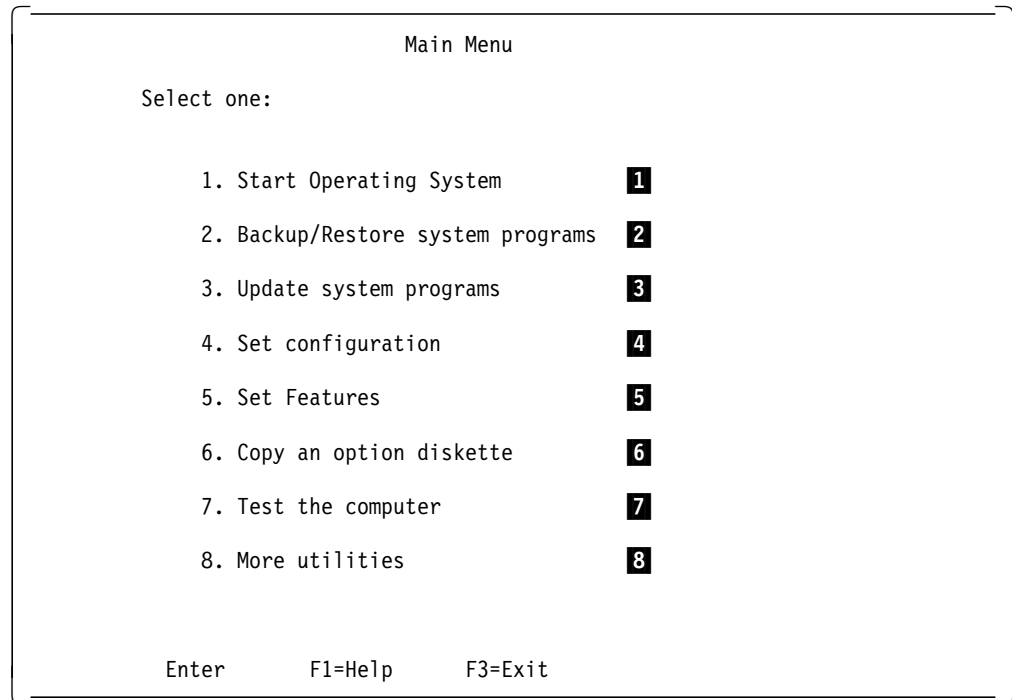 Main Menu
Select one:
1. Start Operating System 1
2. Backup/Restore system programs 2
3. Update system programs 3
4. Set configuration 4
5. Set Features 5
6. Copy an option diskette 6
7. Test the computer 7
8. More utilities 8
Enter F1=Help F3=Exit